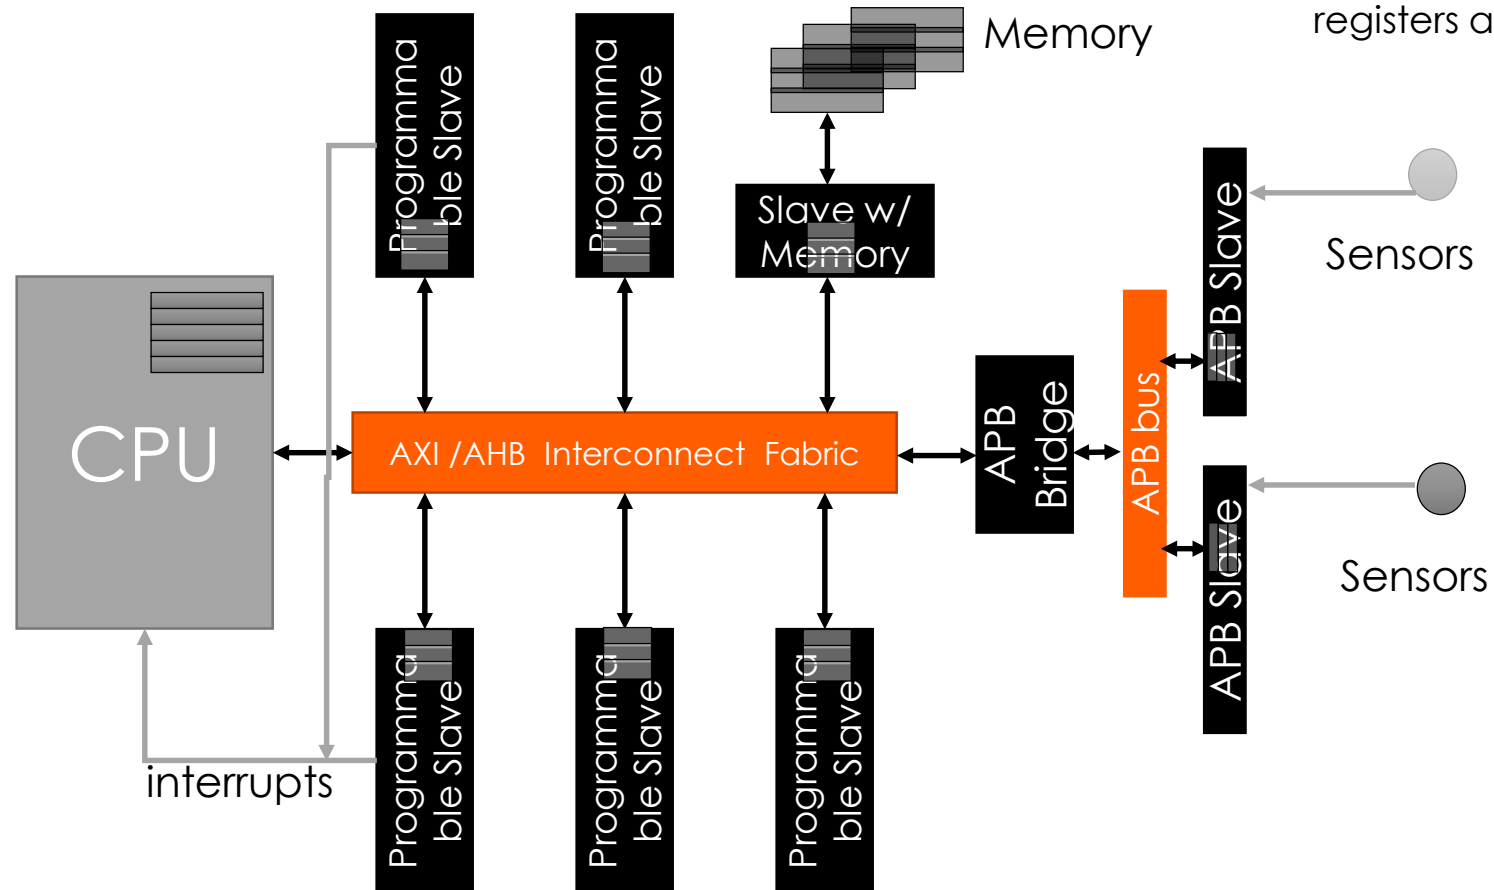 Programma
ble Slave
Programma
ble Slave
Memory
registers a
Slave w/
Memory
APB Slave
Sensors
CPU
AXI /AHB Interconnect Fabric
APB
Bridge
APB bus
APB Slave
Sensors
interrupts
Programma
ble Slave
Programma
ble Slave
Programma
ble Slave